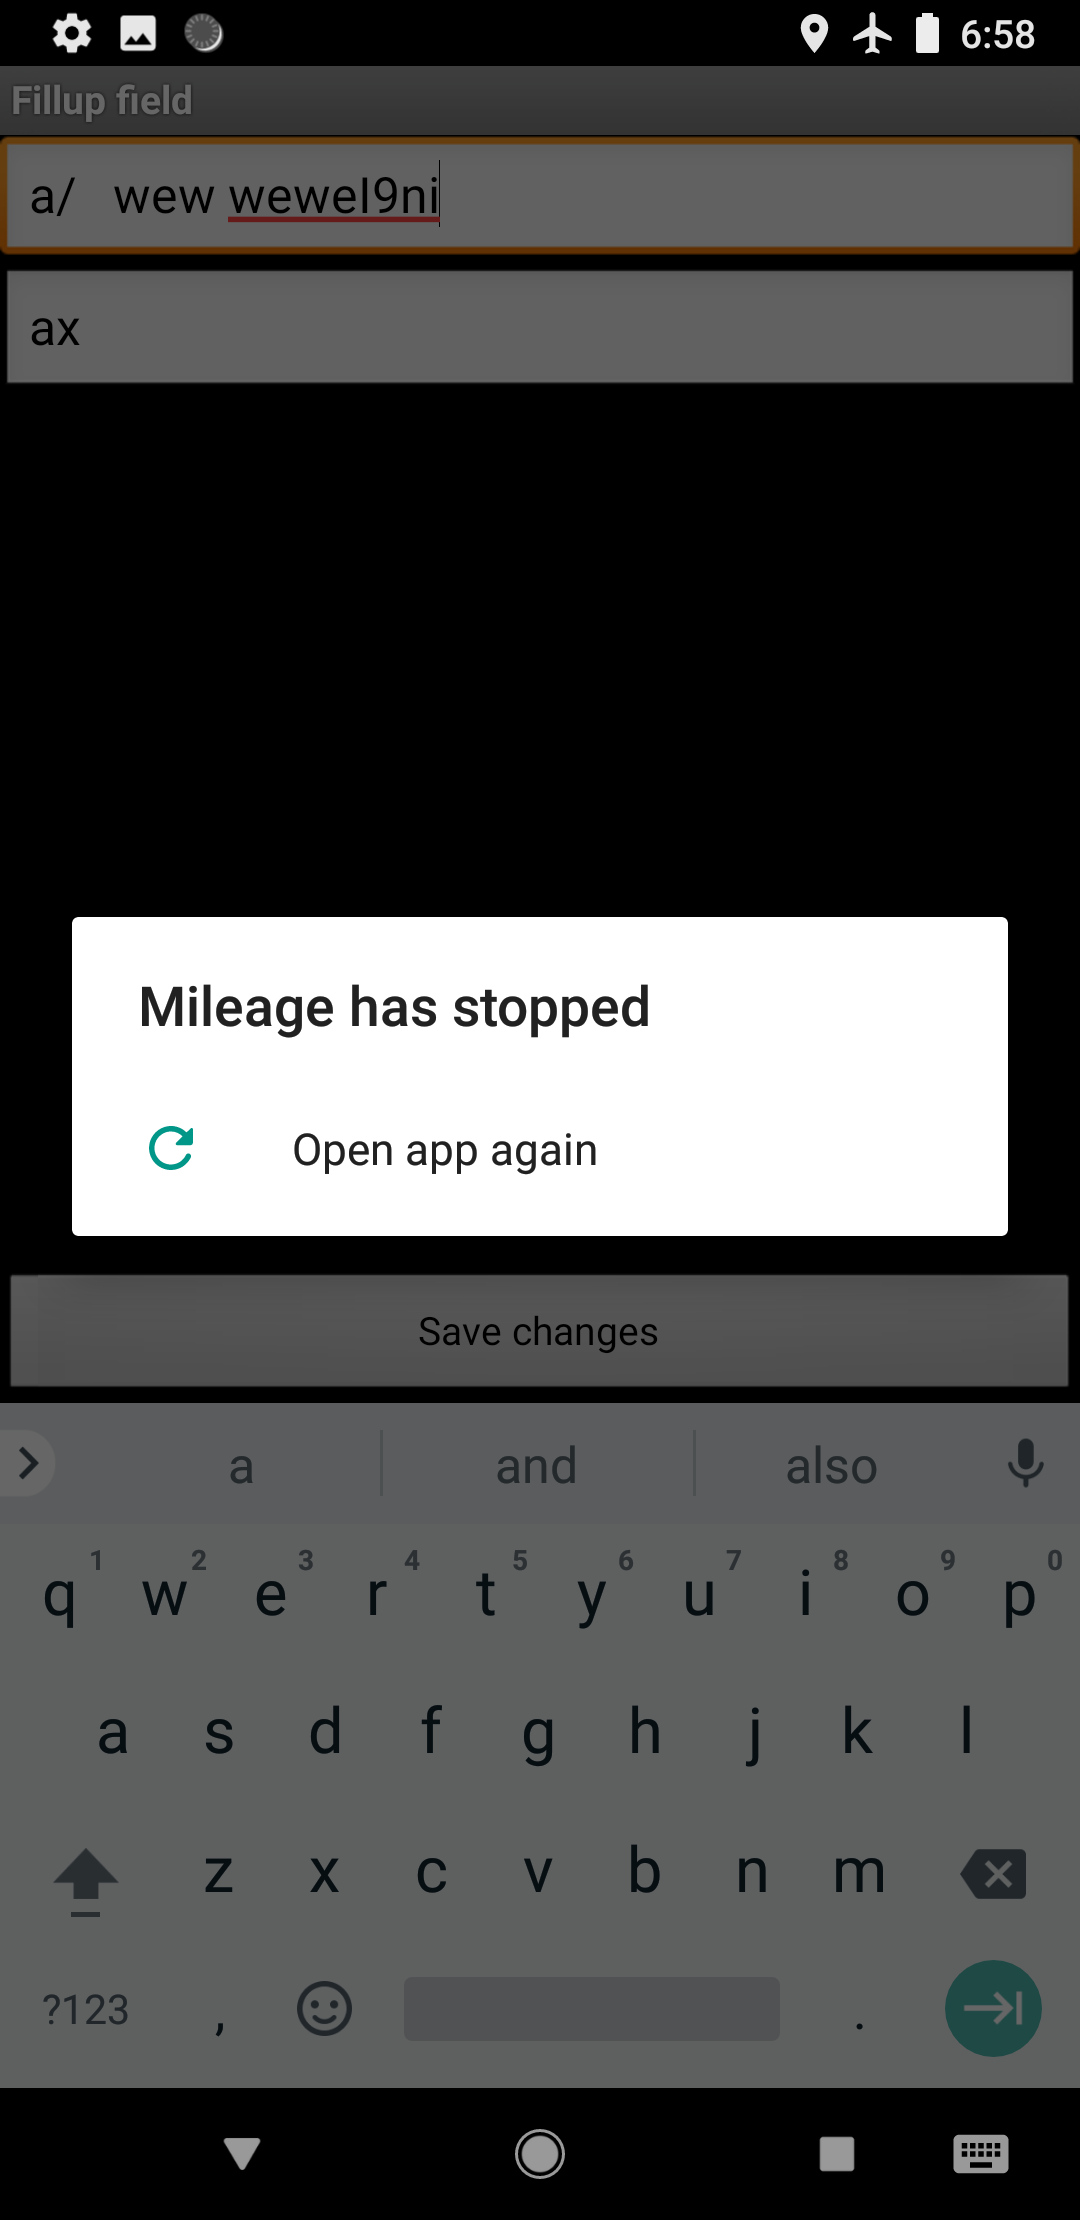 6:58
Fillup field
a/   wew wewel9ni
ax
Mileage has stopped
Open app again
Save changes
a and also
1 2 3 4 5 6 7 8 9 0
q w e r t y u i o p
a s d f g h j k l
z x c v b n m
?123 , .